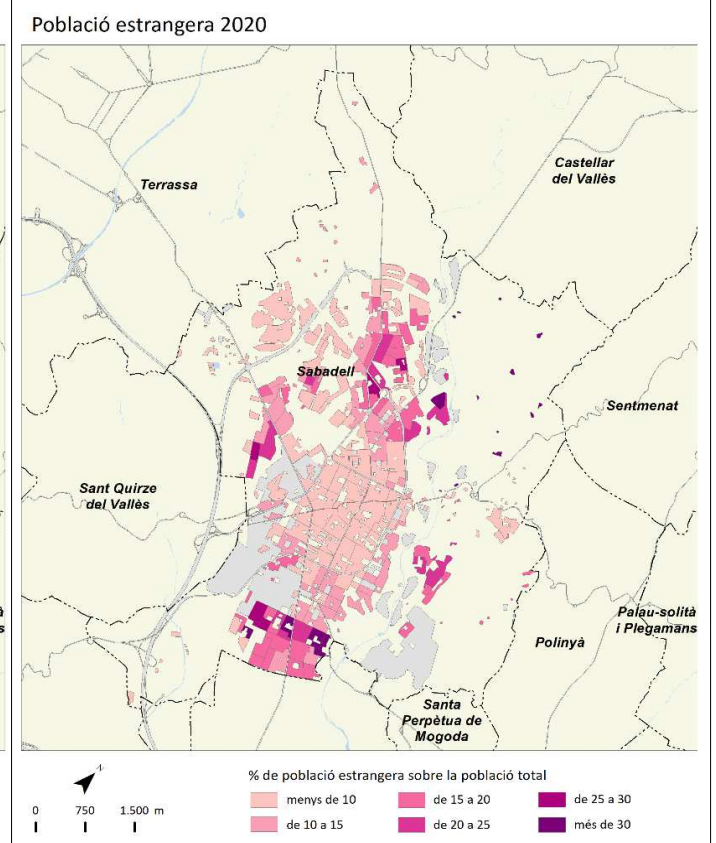 Població estrangera 2020
Terrassa
Castellar
del Vallès
Sabadell
Sentmenat
Sant Quirze
del Vallès
à
s
Palau-solità
i Plegamans
Polinyà
Santa
Perpètua de
Mogoda
N
% de població estrangera sobre la població total
0 750 1.500 m
menys de 10
de 15 a 20
de 25 a 30
de 10 a 15
de 20 a 25
més de 30